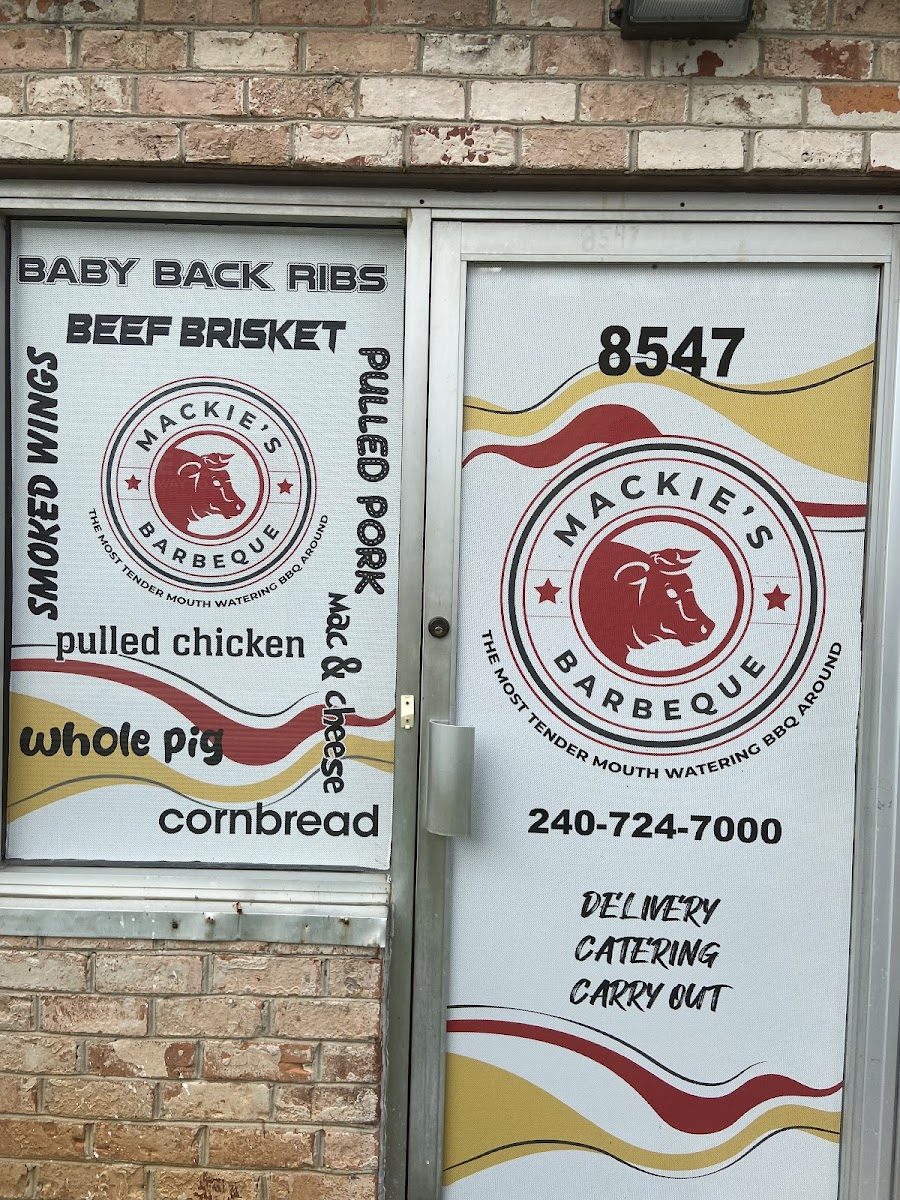 BABY BACK RIBS
BEEF BRISKET
SMOKED WINGS
PULLED PORK
MACKIE'S
BARBEQUE
THE MOST TENDER MOUTH WATERING BBQ AROUND
pulled chicken
mac & cheese
whole pig
cornbread
8547
8547
MACKIE'S
BARBEQUE
THE MOST TENDER MOUTH WATERING BBQ AROUND
240-724-7000
DELIVERY
CATERING
CARRY OUT